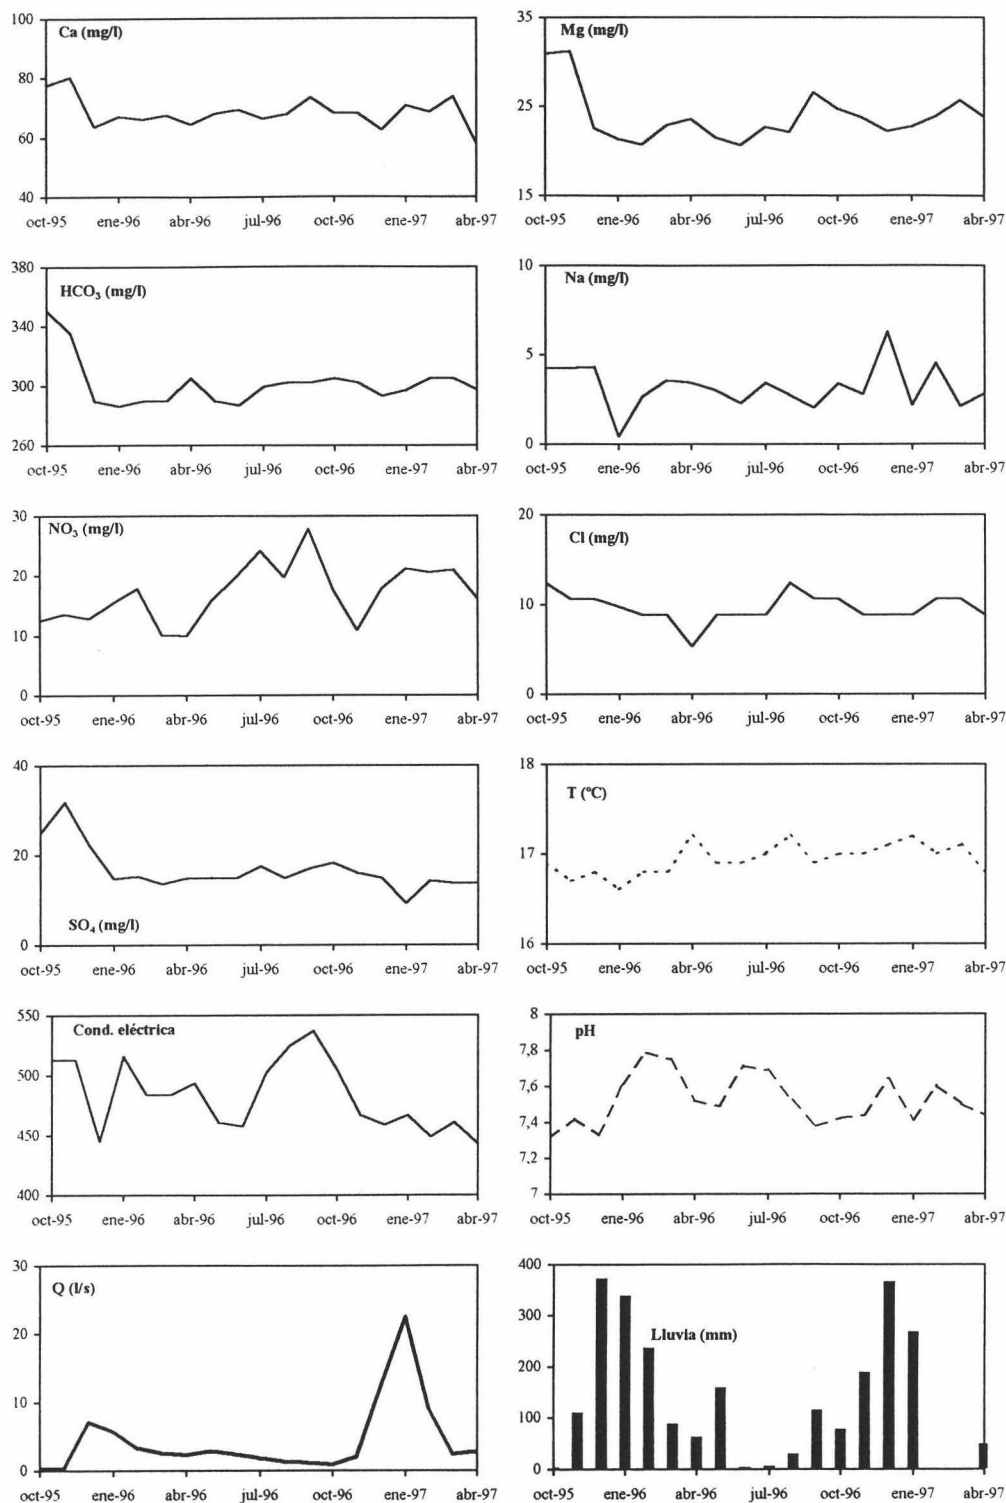 Ca (mg/l)
100
80
60
40
oct-95 ene-96 abr-96 jul-96 oct-96 ene-97 abr-97
Mg (mg/l)
35
25
15
oct-95 ene-96 abr-96 jul-96 oct-96 ene-97 abr-97
HCO₃ (mg/l)
380
340
300
260
oct-95 ene-96 abr-96 jul-96 oct-96 ene-97 abr-97
Na (mg/l)
10
5
0
oct-95 ene-96 abr-96 jul-96 oct-96 ene-97 abr-97
NO₃ (mg/l)
30
20
10
0
oct-95 ene-96 abr-96 jul-96 oct-96 ene-97 abr-97
Cl (mg/l)
20
10
0
oct-95 ene-96 abr-96 jul-96 oct-96 ene-97 abr-97
40
20
SO₄ (mg/l)
0
oct-95 ene-96 abr-96 jul-96 oct-96 ene-97 abr-97
T (ºC)
18
17
16
oct-95 ene-96 abr-96 jul-96 oct-96 ene-97 abr-97
Cond. eléctrica
550
500
450
400
oct-95 ene-96 abr-96 jul-96 oct-96 ene-97 abr-97
pH
8
7,8
7,6
7,4
7,2
7
oct-95 ene-96 abr-96 jul-96 oct-96 ene-97 abr-97
Q (l/s)
30
20
10
0
oct-95 ene-96 abr-96 jul-96 oct-96 ene-97 abr-97
Lluvia (mm)
400
300
200
100
0
oct-95 ene-96 abr-96 jul-96 oct-96 ene-97 abr-97